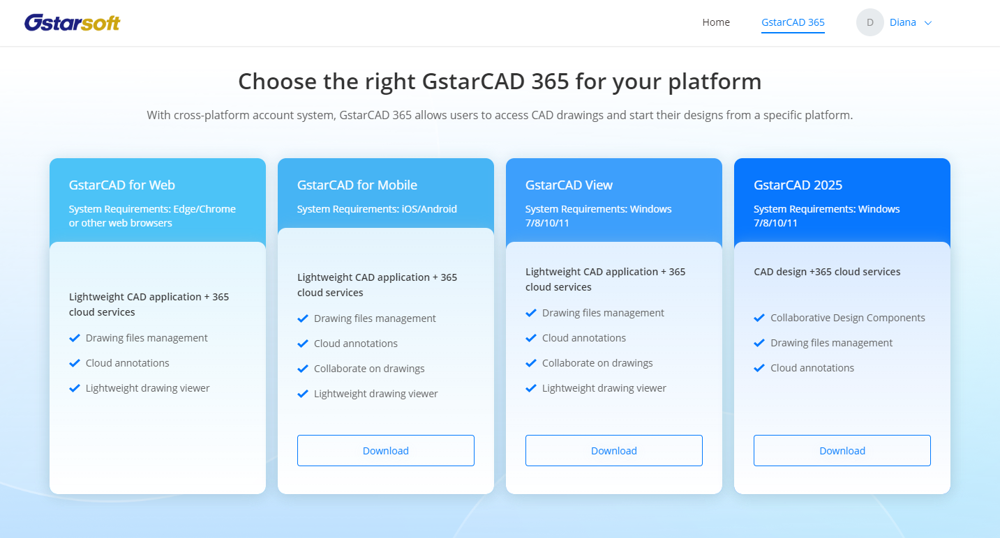 Gstarsoft
Home
GstarCAD 365
D
Diana
Choose the right GstarCAD 365 for your platform
With cross-platform account system, GstarCAD 365 allows users to access CAD drawings and start their designs from a specific platform.
GstarCAD for Web
System Requirements: Edge/Chrome
or other web browsers
Lightweight CAD application + 365
cloud services
Drawing files management
Cloud annotations
Lightweight drawing viewer
GstarCAD for Mobile
System Requirements: iOS/Android
Lightweight CAD application + 365
cloud services
Drawing files management
Cloud annotations
Collaborate on drawings
Lightweight drawing viewer
Download
GstarCAD View
System Requirements: Windows
7/8/10/11
Lightweight CAD application + 365
cloud services
Drawing files management
Cloud annotations
Collaborate on drawings
Lightweight drawing viewer
Download
GstarCAD 2025
System Requirements: Windows
7/8/10/11
CAD design +365 cloud services
Collaborative Design Components
Drawing files management
Cloud annotations
Download